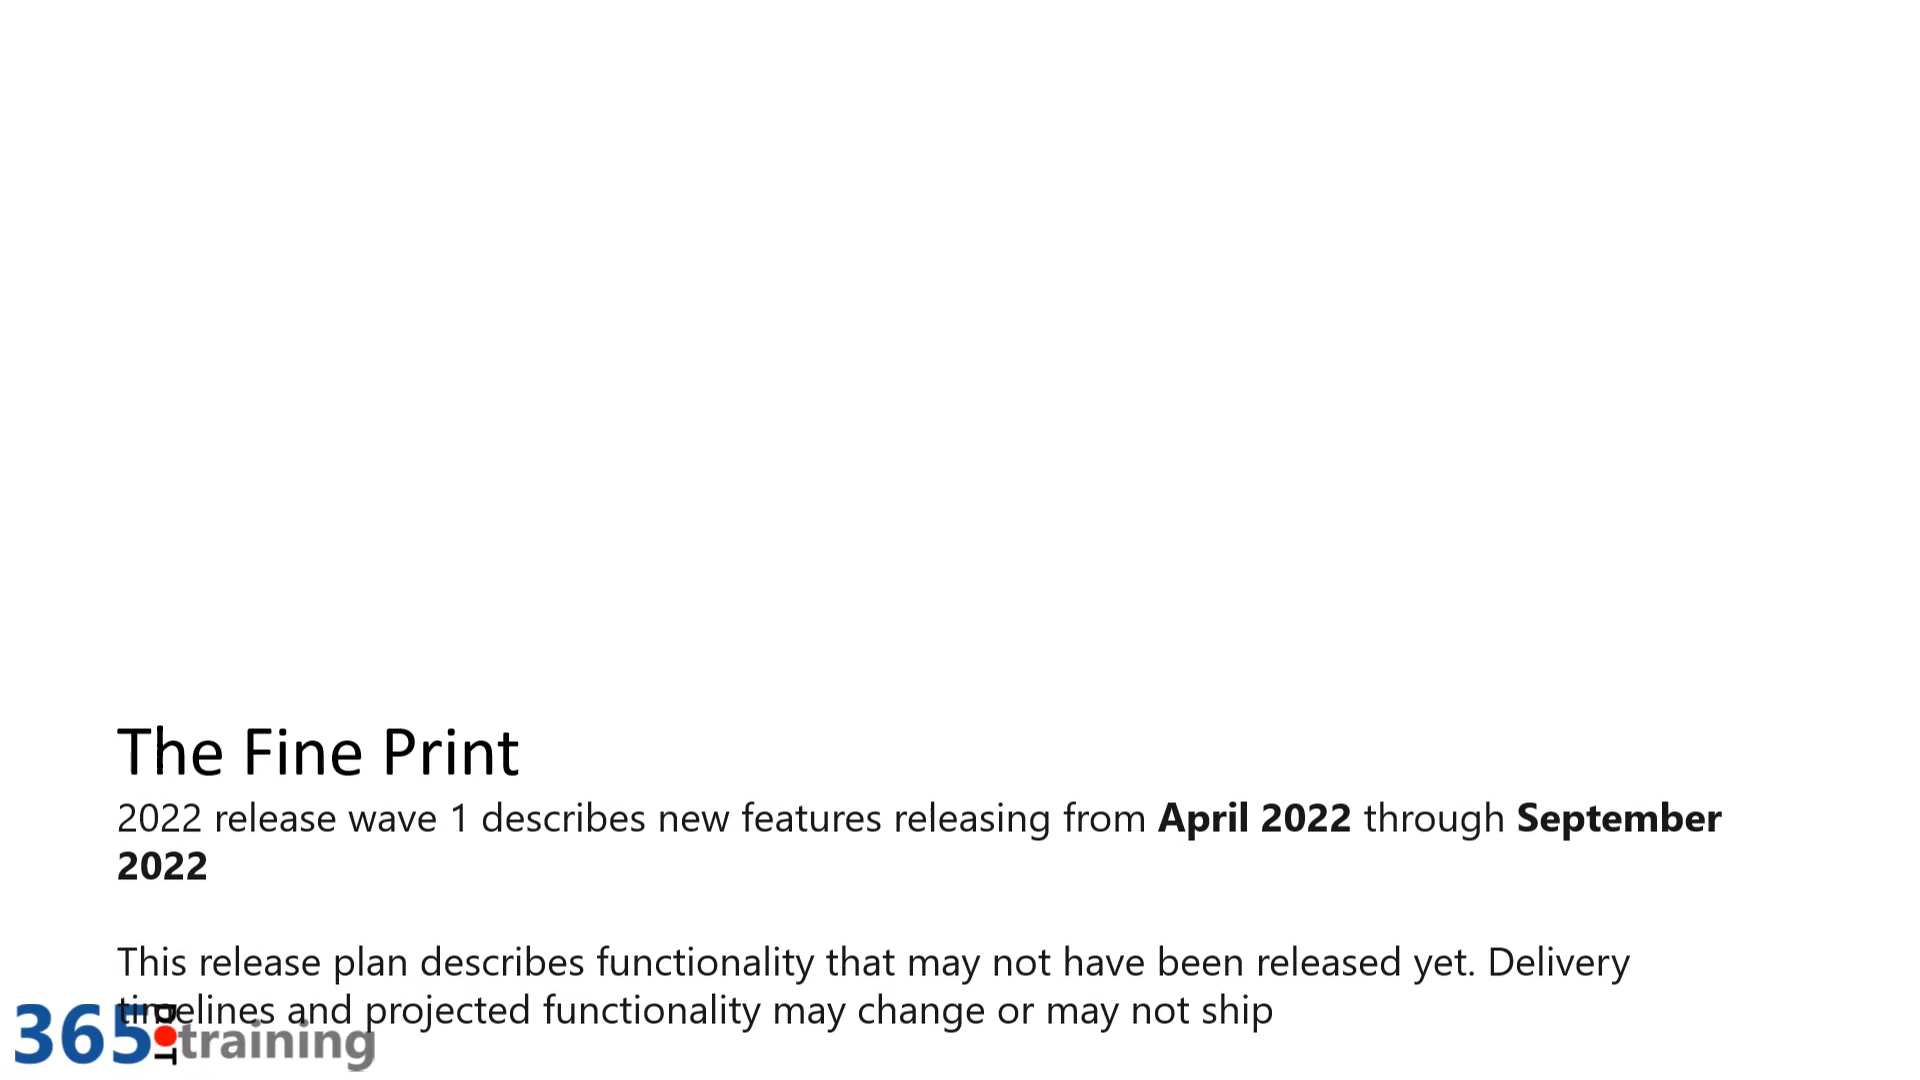 The Fine Print
2022 release wave 1 describes new features releasing from April 2022 through September
2022
This release plan describes functionality that may not have been released yet. Delivery
timelines and projected functionality may change or may not ship
365 DOT training